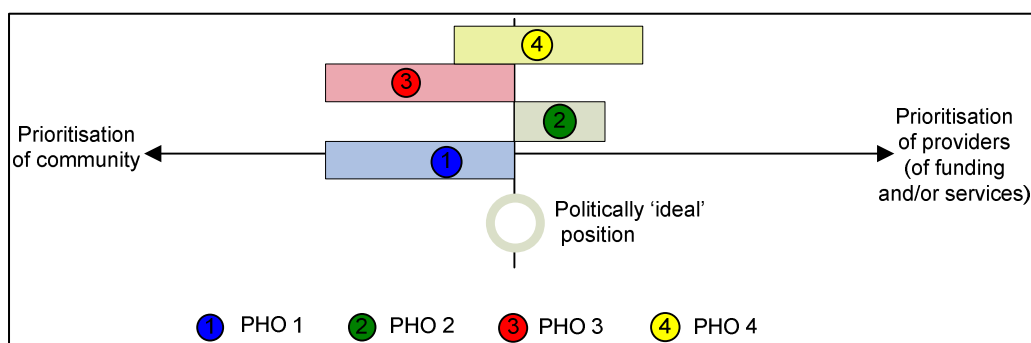 4
3
2
Prioritisation
of community
1
Prioritisation
of providers
(of funding
and/or services)
Politically ‘ideal’
position
1 PHO 1 2 PHO 2 3 PHO 3 4 PHO 4